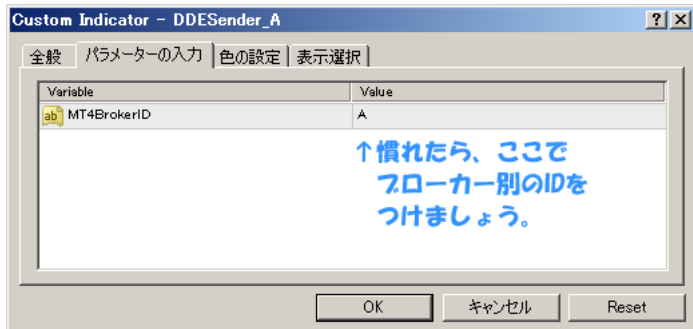 Custom Indicator - DDESender_A
全般 パラメーターの入力 色の設定 表示選択
Variable Value
ab MT4BrokerID A
↑慣れたら、ここで
ブローカー別のIDを
つけましょう。
OK キャンセル Reset